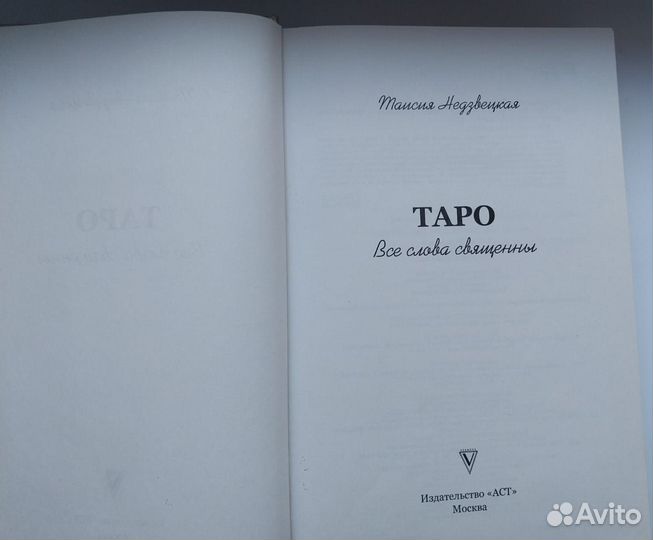 Таисия Недзвецкая
ТАРО
Все слова священны
Издательство «АСТ»
Москва
Avito